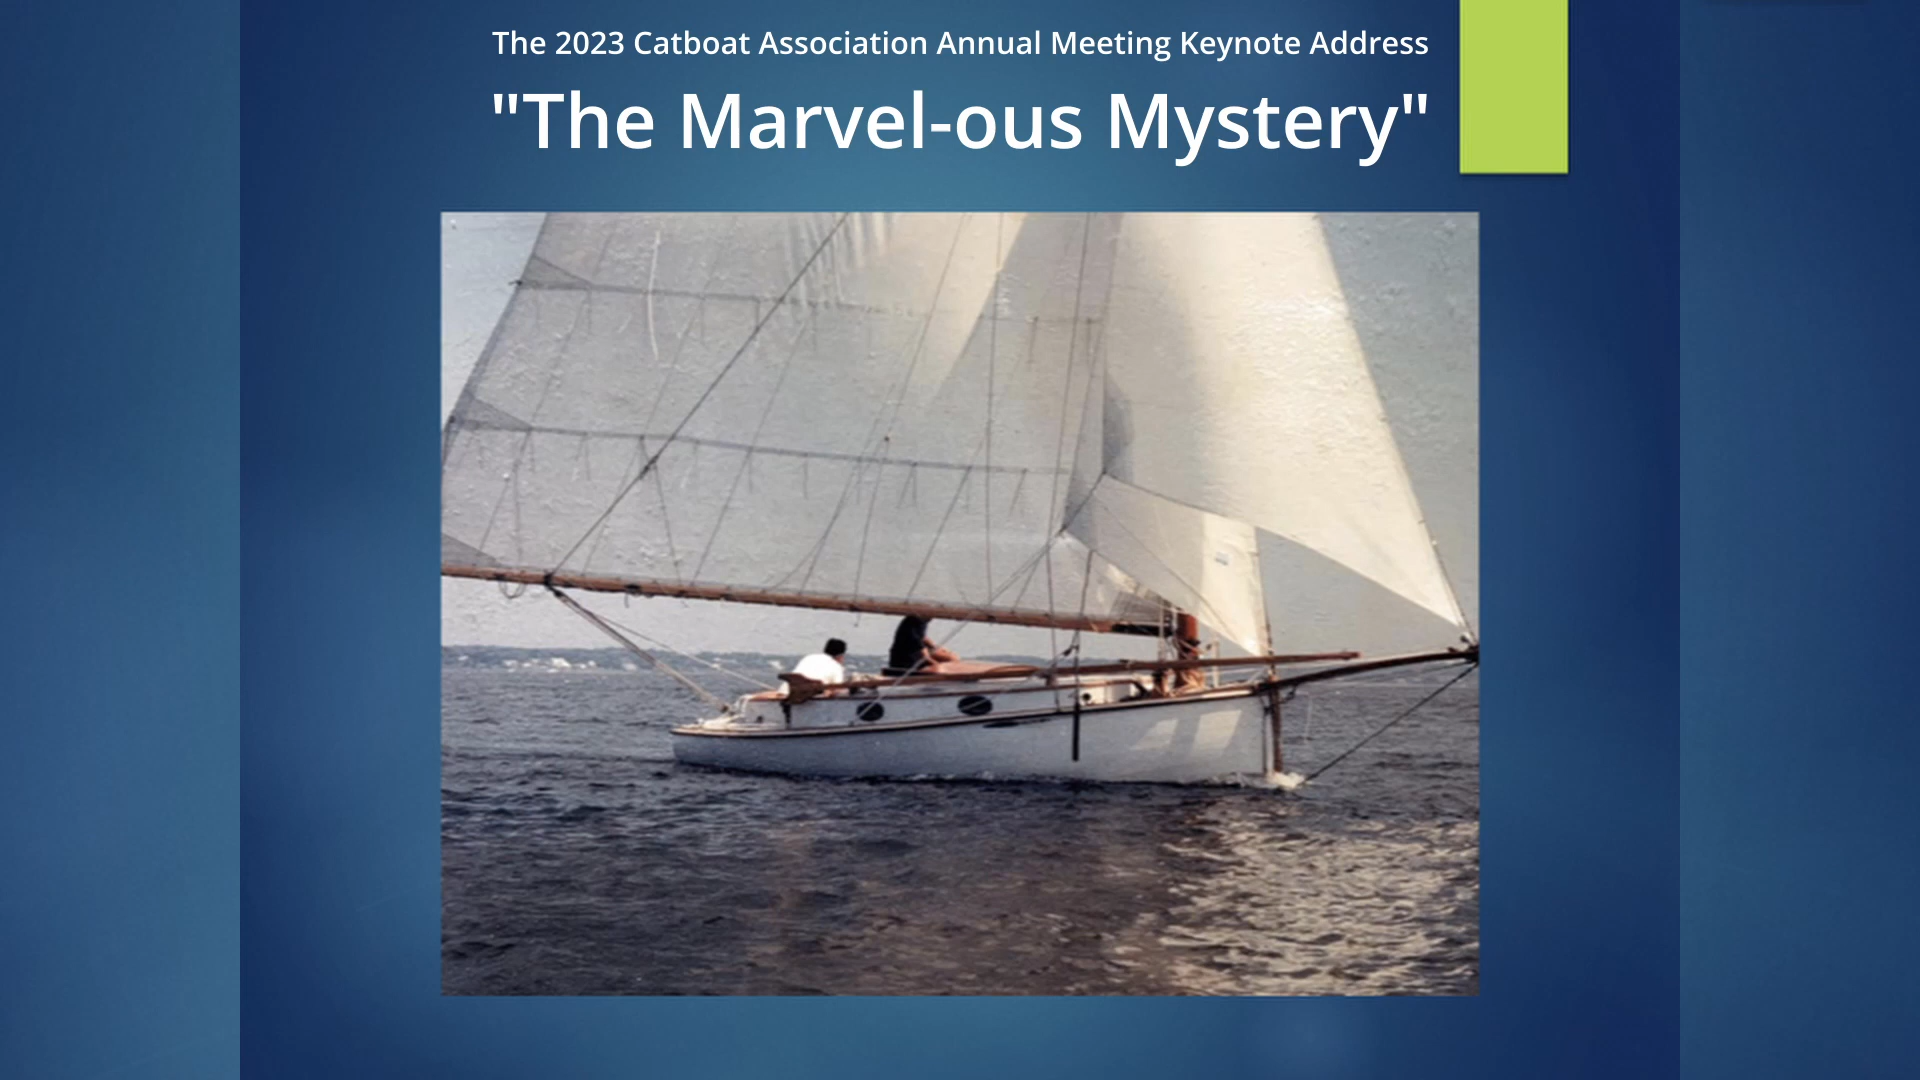 The 2023 Catboat Association Annual Meeting Keynote Address
"The Marvel-ous Mystery"